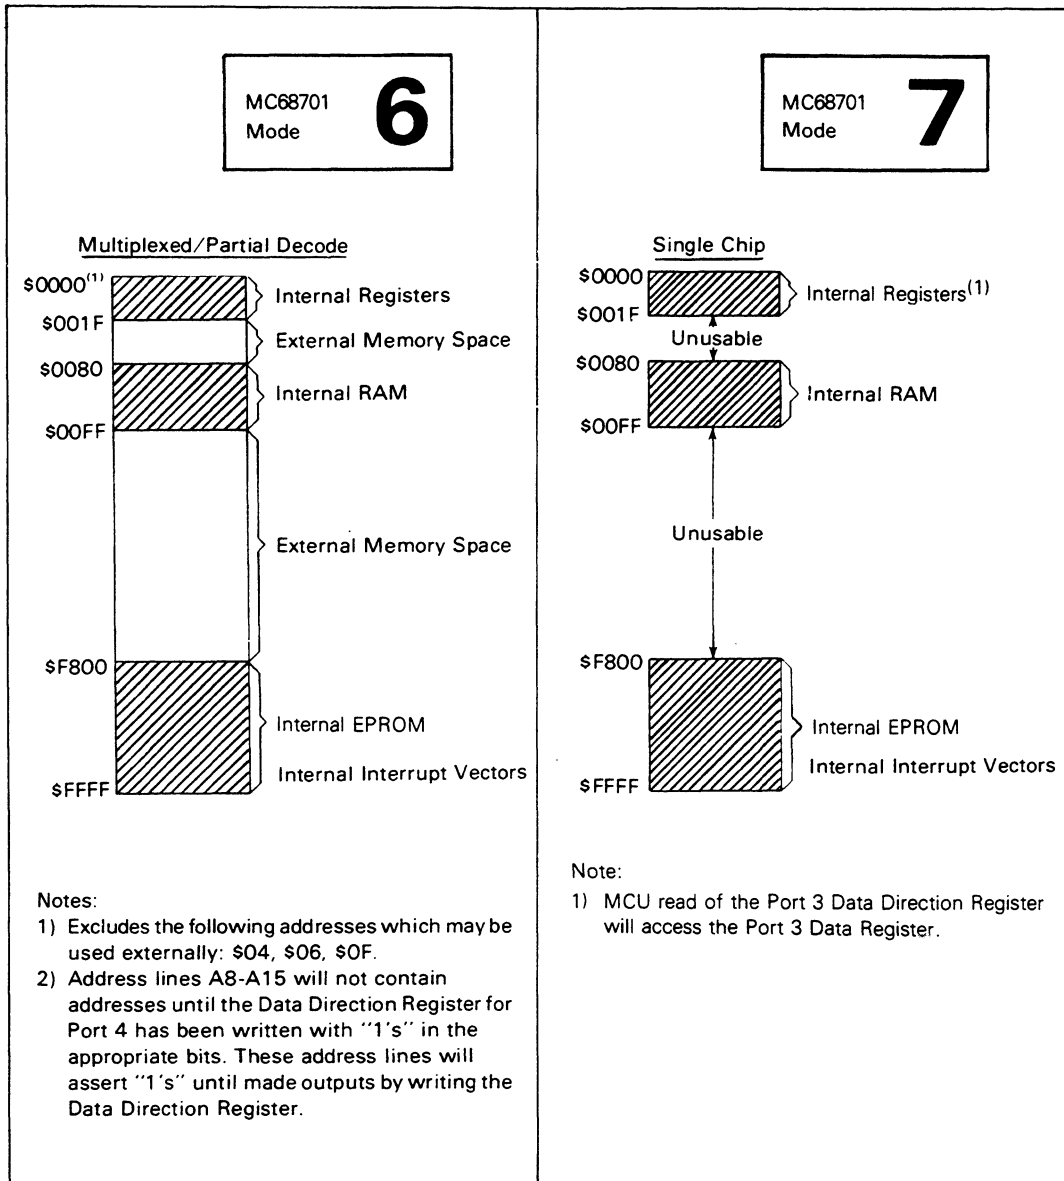 MC68701
Mode
6
Multiplexed/Partial Decode
$0000(1)
Internal Registers
$001F
External Memory Space
$0080
Internal RAM
$00FF
External Memory Space
$F800
Internal EPROM
Internal Interrupt Vectors
$FFFF
Notes:
1) Excludes the following addresses which may be
used externally: $04, $06, $0F.
2) Address lines A8-A15 will not contain
addresses until the Data Direction Register for
Port 4 has been written with ''1's'' in the
appropriate bits. These address lines will
assert ''1's'' until made outputs by writing the
Data Direction Register.
MC68701
Mode
7
Single Chip
$0000
Internal Registers(1)
$001F
Unusable
$0080
Internal RAM
$00FF
Unusable
$F800
Internal EPROM
Internal Interrupt Vectors
$FFFF
Note:
1) MCU read of the Port 3 Data Direction Register
will access the Port 3 Data Register.